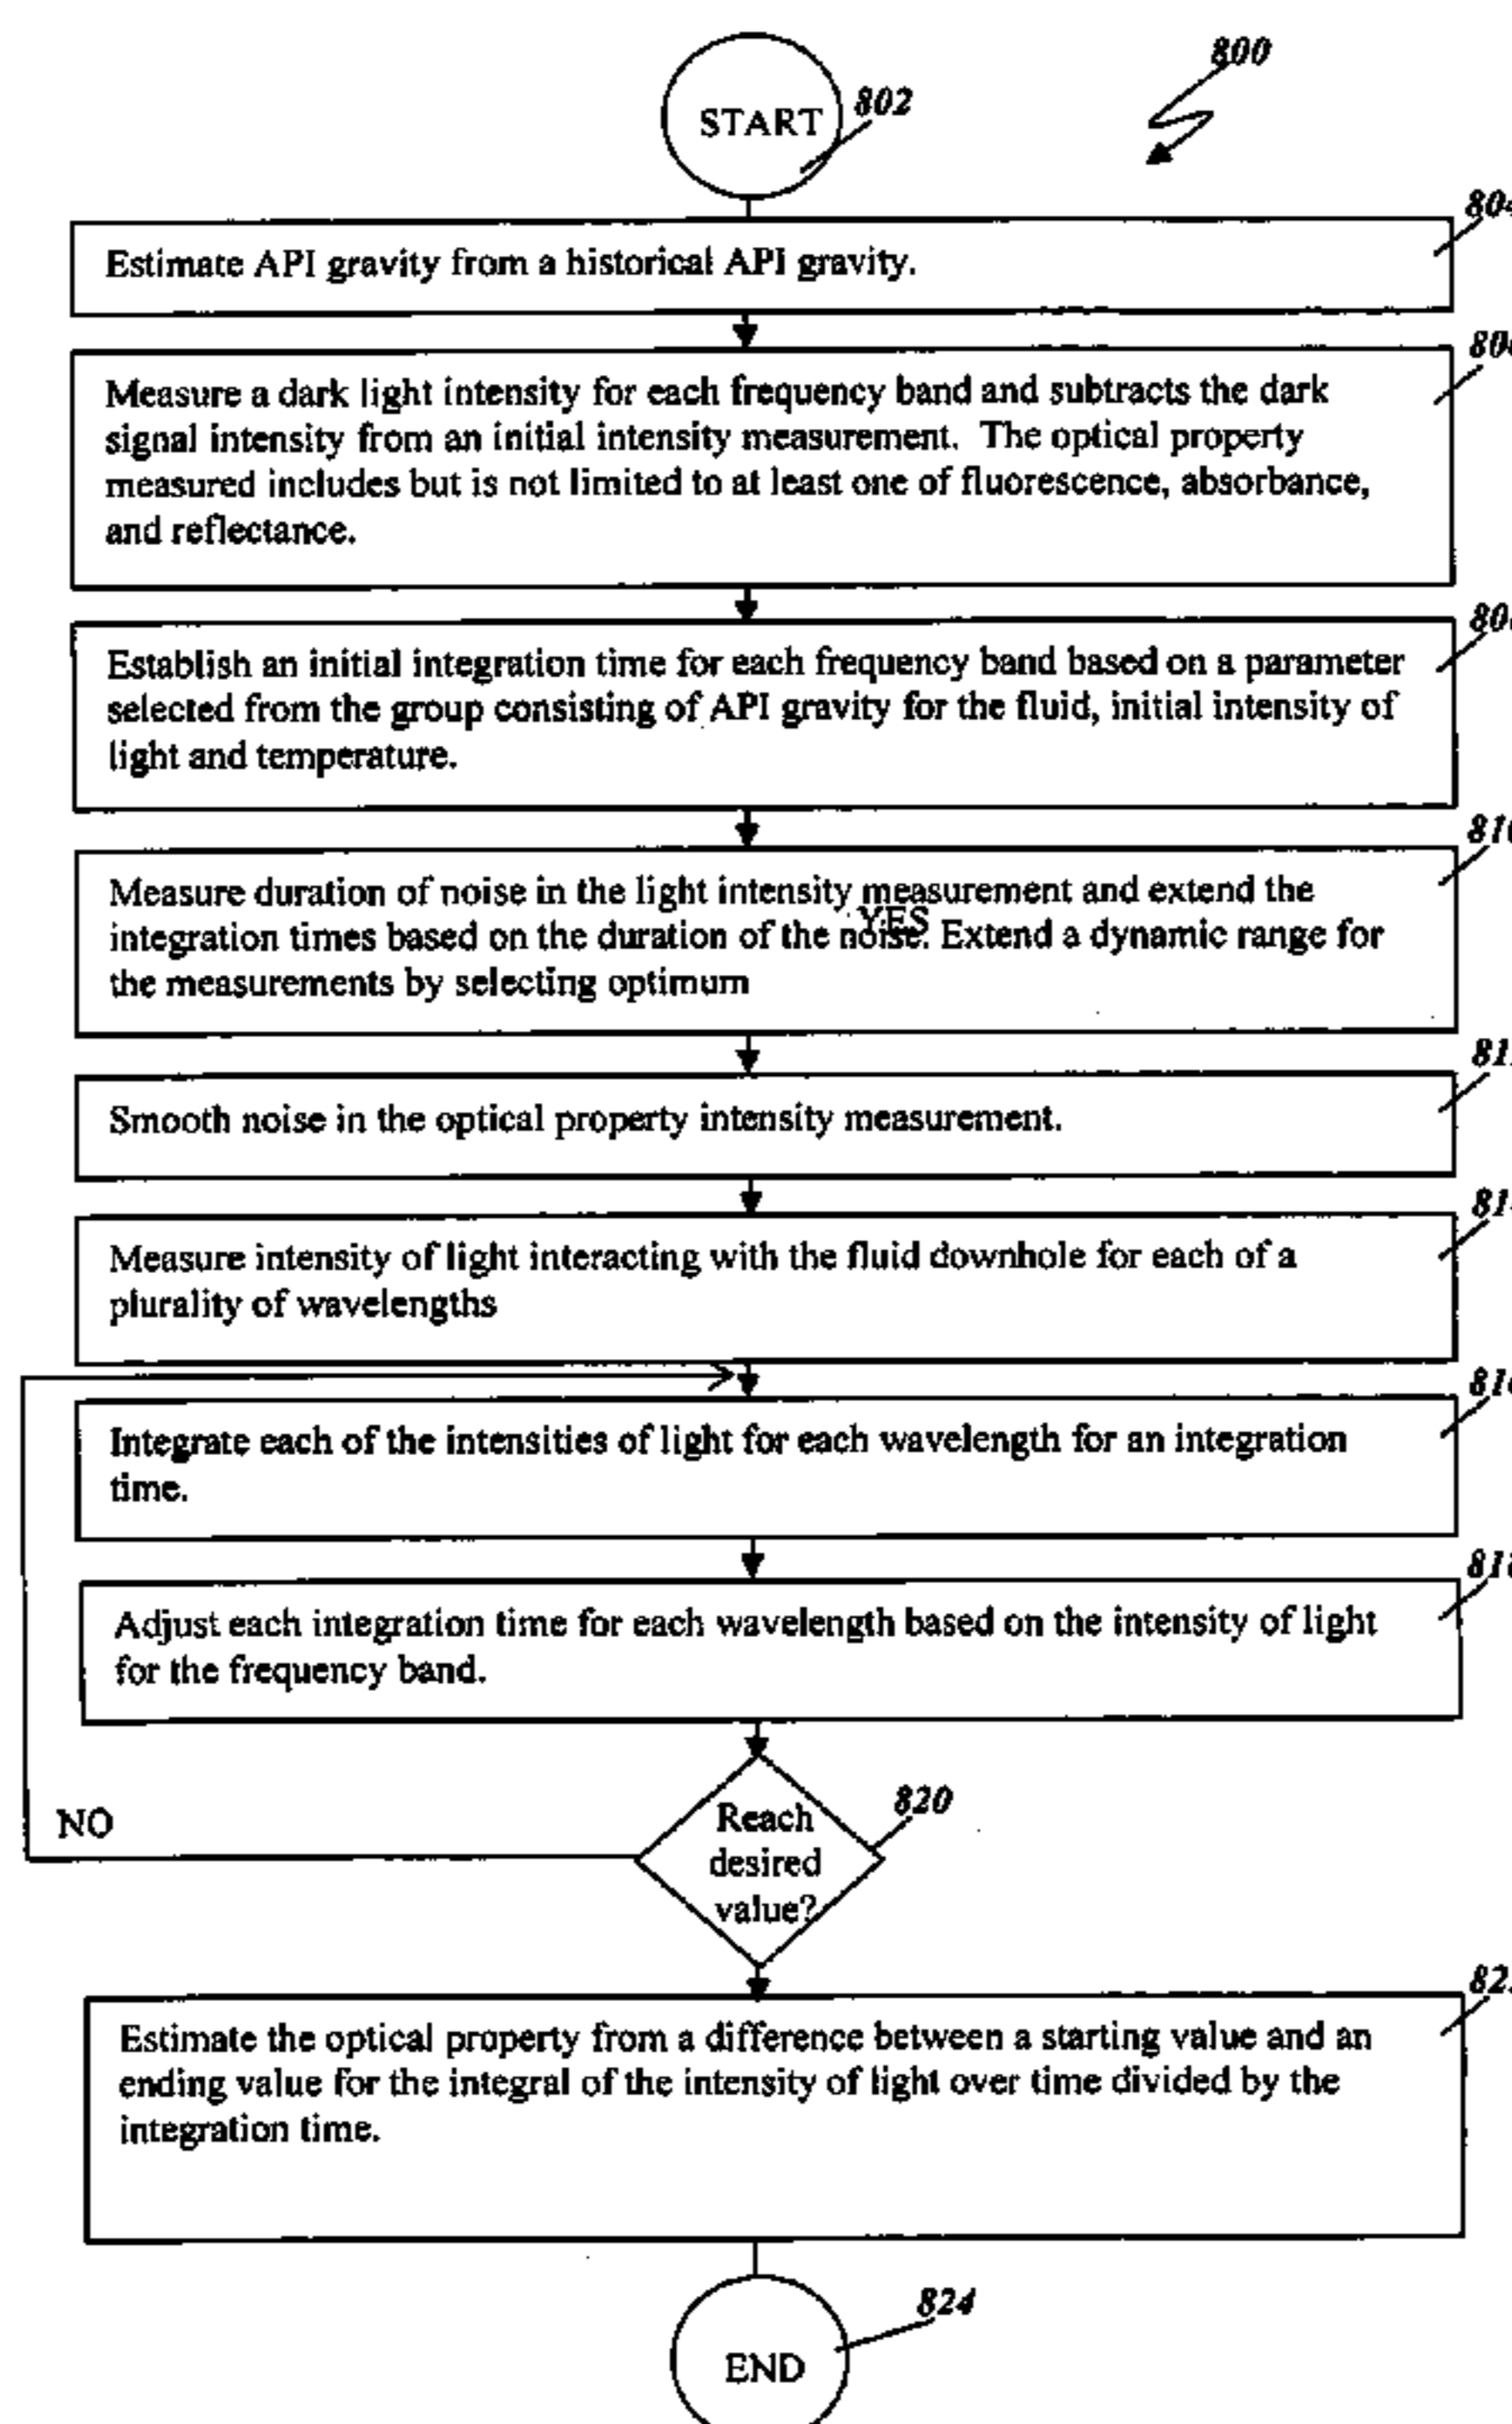 800
START
802
804
Estimate API gravity from a historical API gravity.
Measure a dark light intensity for each frequency band and subtracts the dark
signal intensity from an initial intensity measurement. The optical property
measured includes but is not limited to at least one of fluorescence, absorbance,
and reflectance.
Establish an initial integration time for each frequency band based on a parameter
selected from the group consisting of API gravity for the fluid, initial intensity of
light and temperature.
Measure duration of noise in the light intensity measurement and extend the
YES
integration times based on the duration of the noise. Extend a dynamic range for
the measurements by selecting optimum
Smooth noise in the optical property intensity measurement.
Measure intensity of light interacting with the fluid downhole for each of a
plurality of wavelengths
Integrate each of the intensities of light for each wavelength for an integration
time.
Adjust each integration time for each wavelength based on the intensity of light
for the frequency band.
820
Reach
desired
value?
NO
Estimate the optical property from a difference between a starting value and an
ending value for the integral of the intensity of light over time divided by the
integration time.
824
END